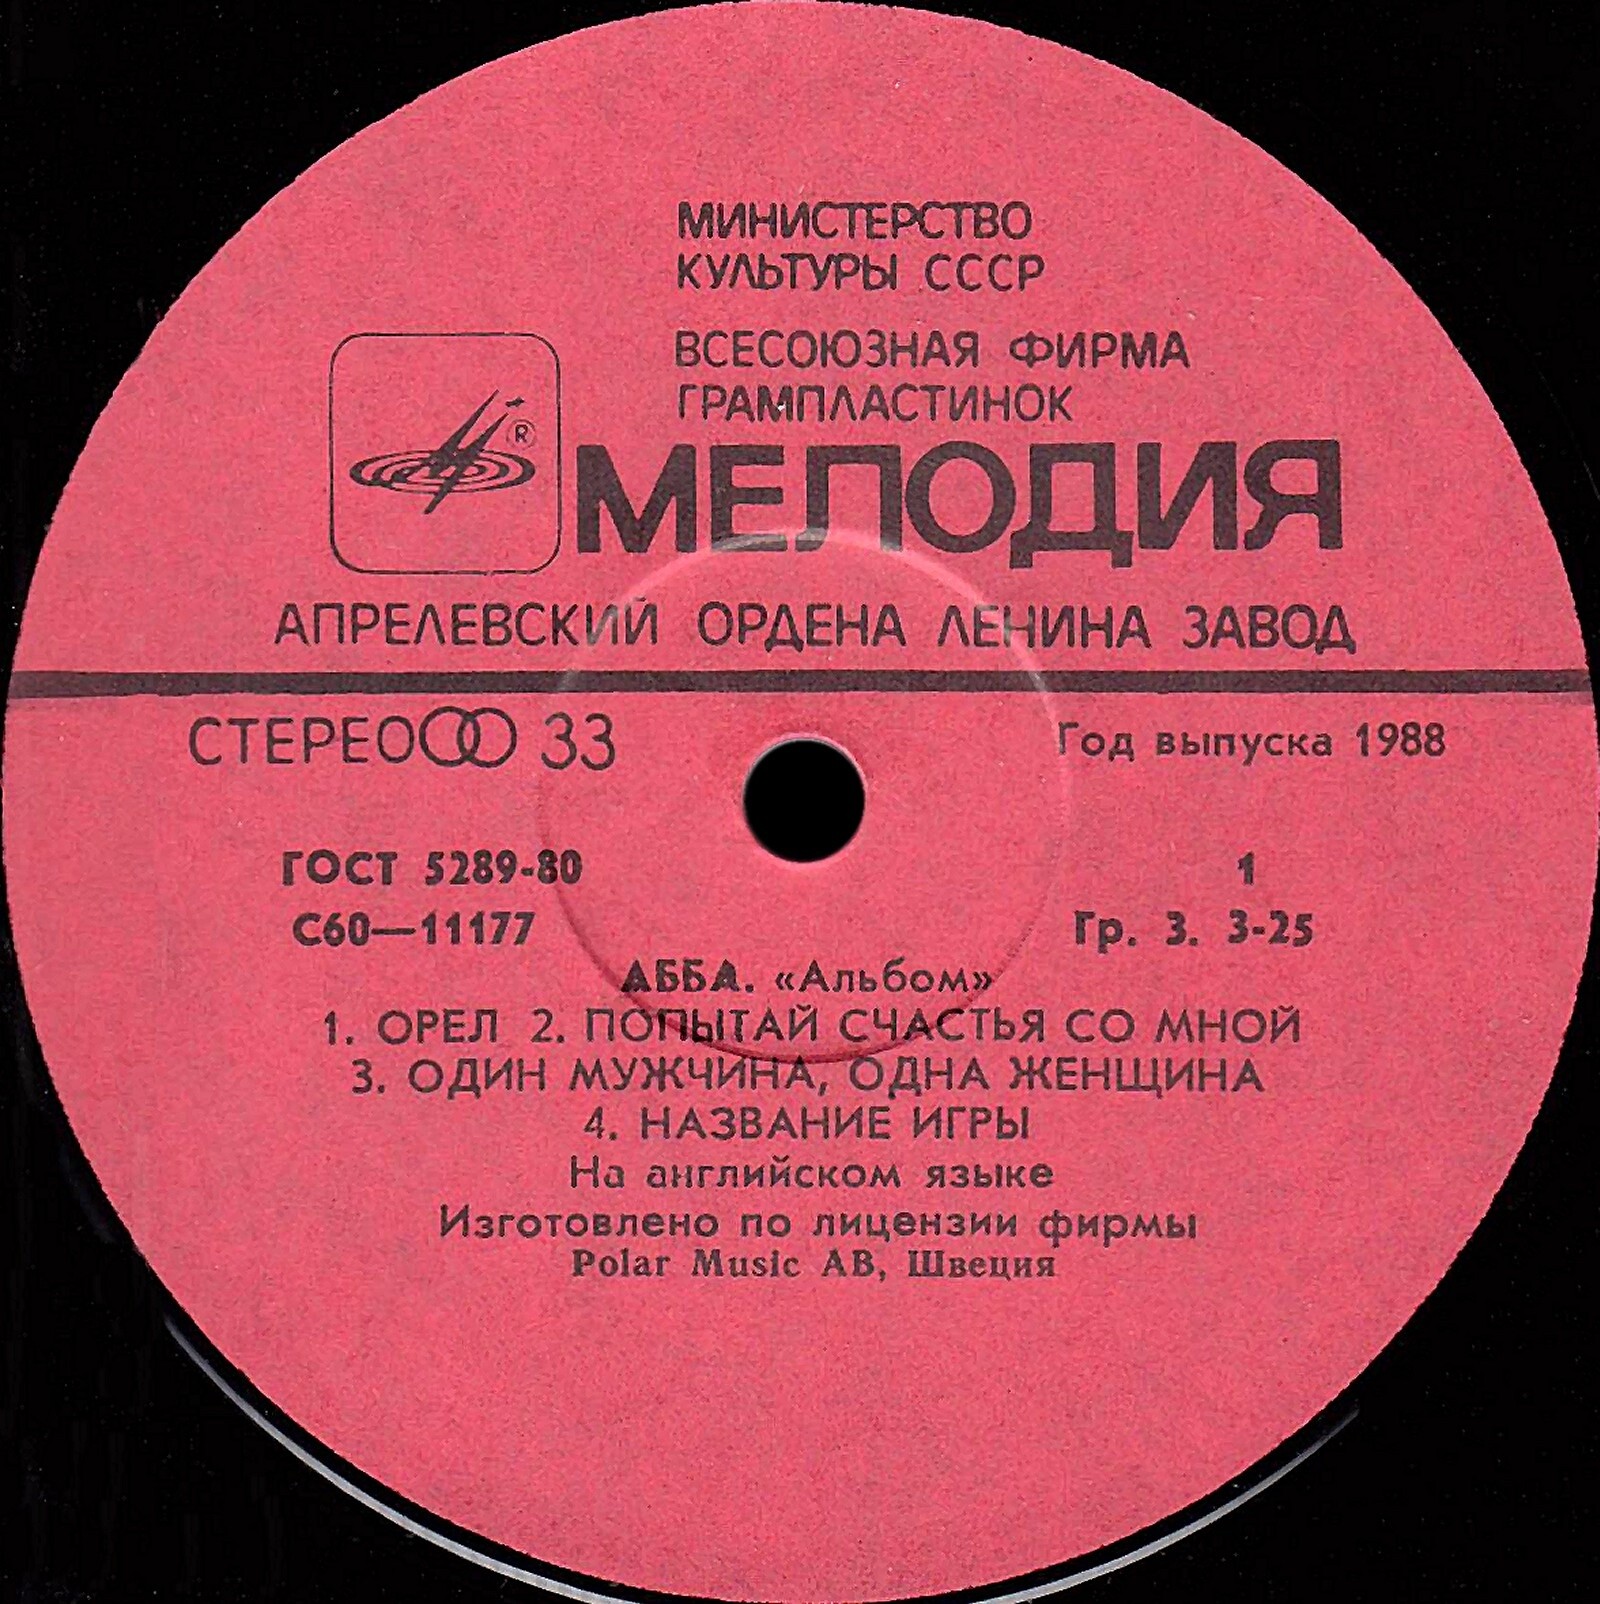 МИНИСТЕРСТВО
КУЛЬТУРЫ СССР
ВСЕСОЮЗНАЯ ФИРМА
ГРАМПЛАСТИНОК
®
МЕЛОДИЯ
АПРЕЛЕВСКИЙ ОРДЕНА ЛЕНИНА ЗАВОД
СТЕРЕО 33
Год выпуска 1988
ГОСТ 5289-80
1
С60—11177
Гр. 3. 3-25
АББА. «Альбом»
1. ОРЕЛ 2. ПОПЫТАЙ СЧАСТЬЯ СО МНОЙ
3. ОДИН МУЖЧИНА, ОДНА ЖЕНЩИНА
4. НАЗВАНИЕ ИГРЫ
На английском языке
Изготовлено по лицензии фирмы
Polar Music AB, Швеция